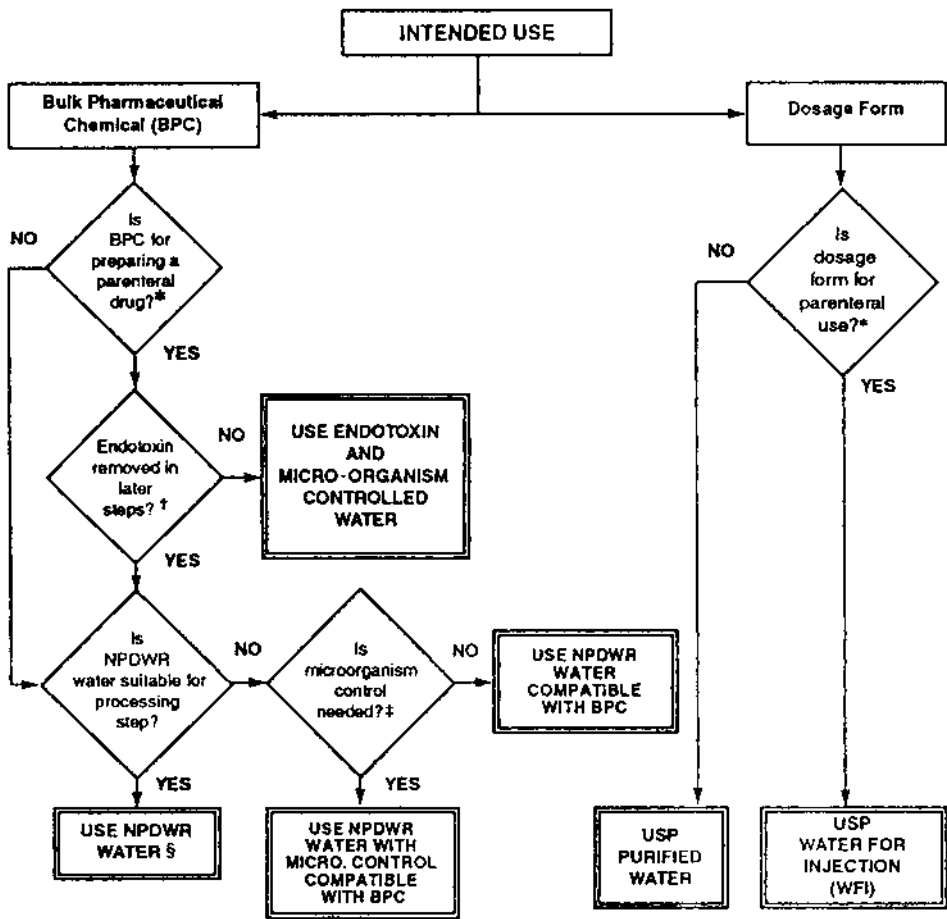 INTENDED USE
Bulk Pharmaceutical
Chemical (BPC)
Dosage Form
Is
BPC for
preparing a
parenteral
drug?*
NO
YES
Is
dosage
form for
parenteral
use?*
NO
YES
Endotoxin
removed in
later
steps? †
NO
YES
USE ENDOTOXIN
AND
MICRO-ORGANISM
CONTROLLED
WATER
Is
NPDWR
water suitable for
processing
step?
NO
YES
Is
microorganism
control
needed?‡
NO
YES
USE NPDWR
WATER
COMPATIBLE
WITH BPC
USE NPDWR
WATER §
USE NPDWR
WATER WITH
MICRO. CONTROL
COMPATIBLE
WITH BPC
USP
PURIFIED
WATER
USP
WATER FOR
INJECTION
(WFI)